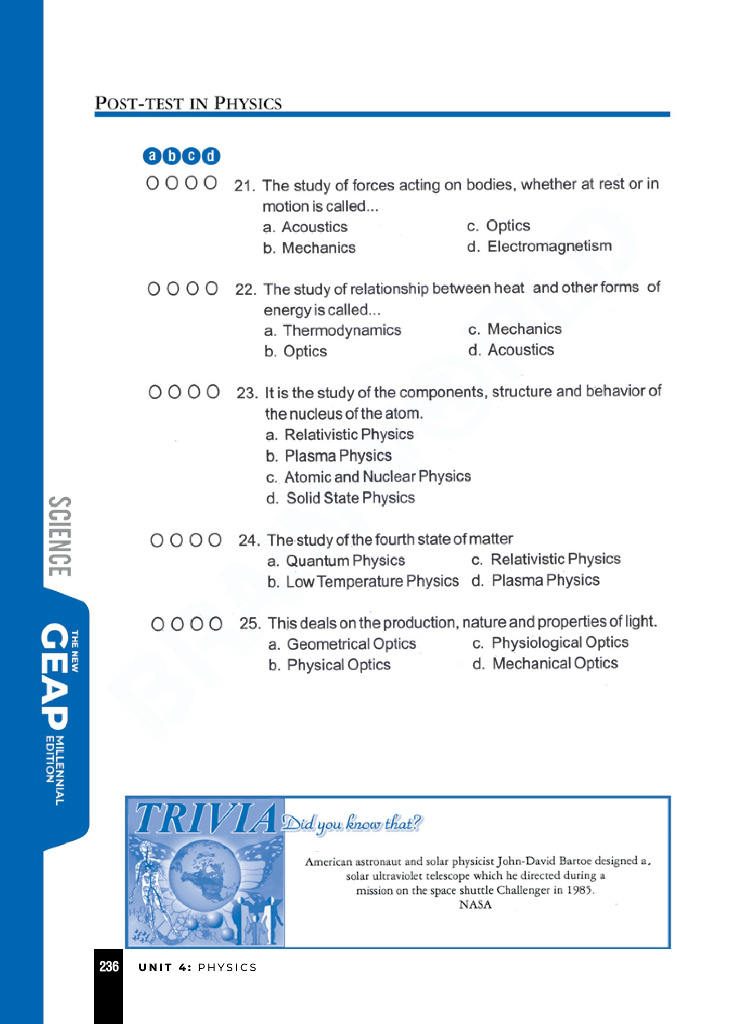 POST-TEST IN PHYSICS
a b c d
21. The study of forces acting on bodies, whether at rest or in
motion is called...
a. Acoustics
c. Optics
b. Mechanics
d. Electromagnetism
22. The study of relationship between heat and other forms of
energy is called...
a. Thermodynamics
c. Mechanics
b. Optics
d. Acoustics
23. It is the study of the components, structure and behavior of
the nucleus of the atom.
a. Relativistic Physics
b. Plasma Physics
c. Atomic and Nuclear Physics
d. Solid State Physics
24. The study of the fourth state of matter
a. Quantum Physics
c. Relativistic Physics
b. Low Temperature Physics
d. Plasma Physics
25. This deals on the production, nature and properties of light.
a. Geometrical Optics
c. Physiological Optics
b. Physical Optics
d. Mechanical Optics
SCIENCE
THE NEW
GEAP
MILLENNIAL
EDITION
TRIVIA
Did you know that?
American astronaut and solar physicist John-David Bartoe designed a
solar ultraviolet telescope which he directed during a
mission on the space shuttle Challenger in 1985.
NASA
236
UNIT 4: PHYSICS